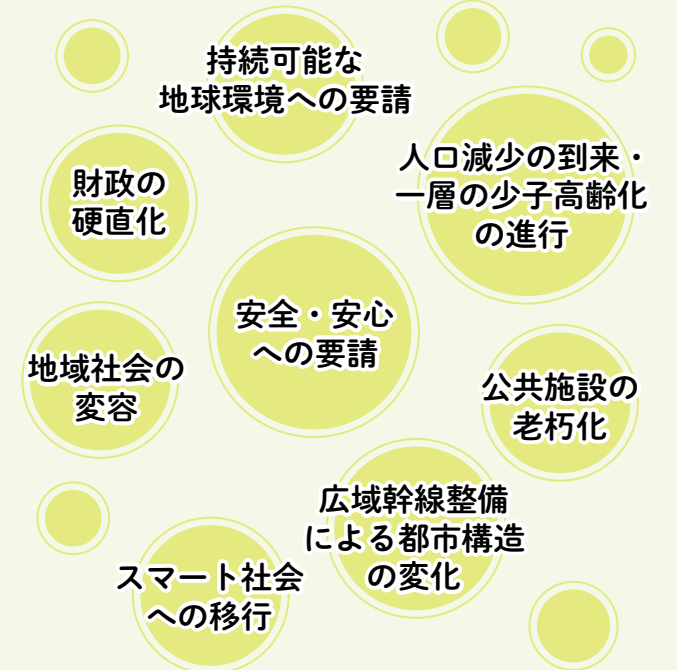 持続可能な
地球環境への要請
人口減少の到来・
一層の少子高齢化
の進行
財政の
硬直化
安全・安心
への要請
地域社会の
変容
公共施設の
老朽化
広域幹線整備
による都市構造
の変化
スマート社会
への移行